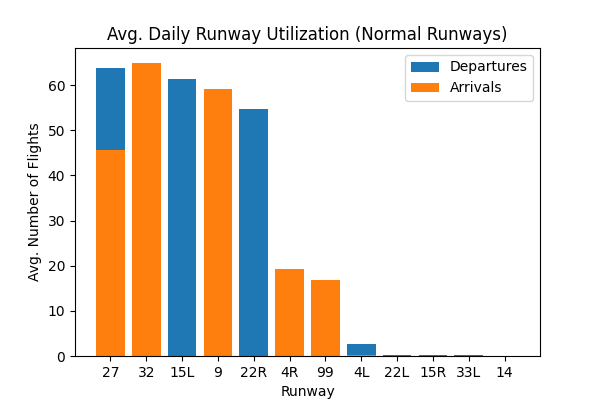 Avg. Daily Runway Utilization (Normal Runways)
Departures
Arrivals
60
50
40
30
20
10
0
Avg. Number of Flights
27 32 15L 9 22R 4R 99 4L 22L 15R 33L 14
Runway